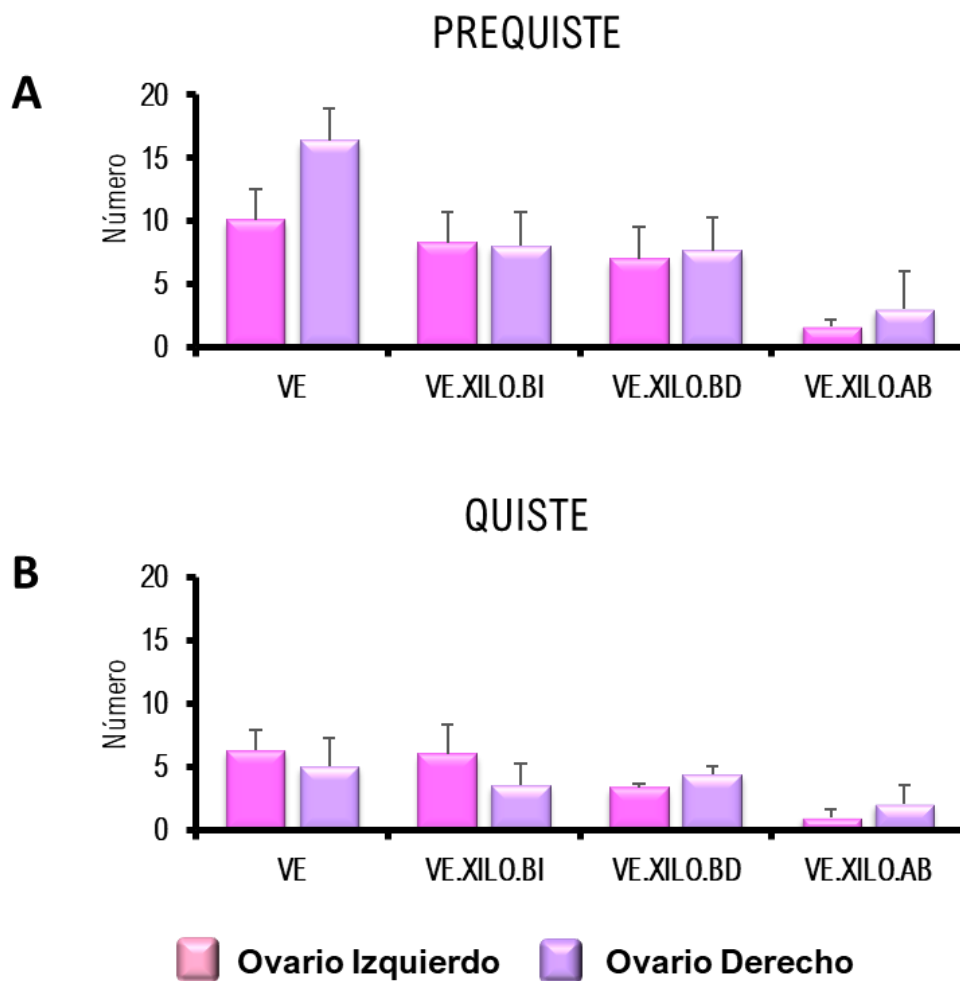 PREQUISTE
A
20
15
10
5
0
Número
VE VE.XILO.BI VE.XILO.BD VE.XILO.AB
QUISTE
B
20
15
10
5
0
Número
VE VE.XILO.BI VE.XILO.BD VE.XILO.AB
Ovario Izquierdo Ovario Derecho